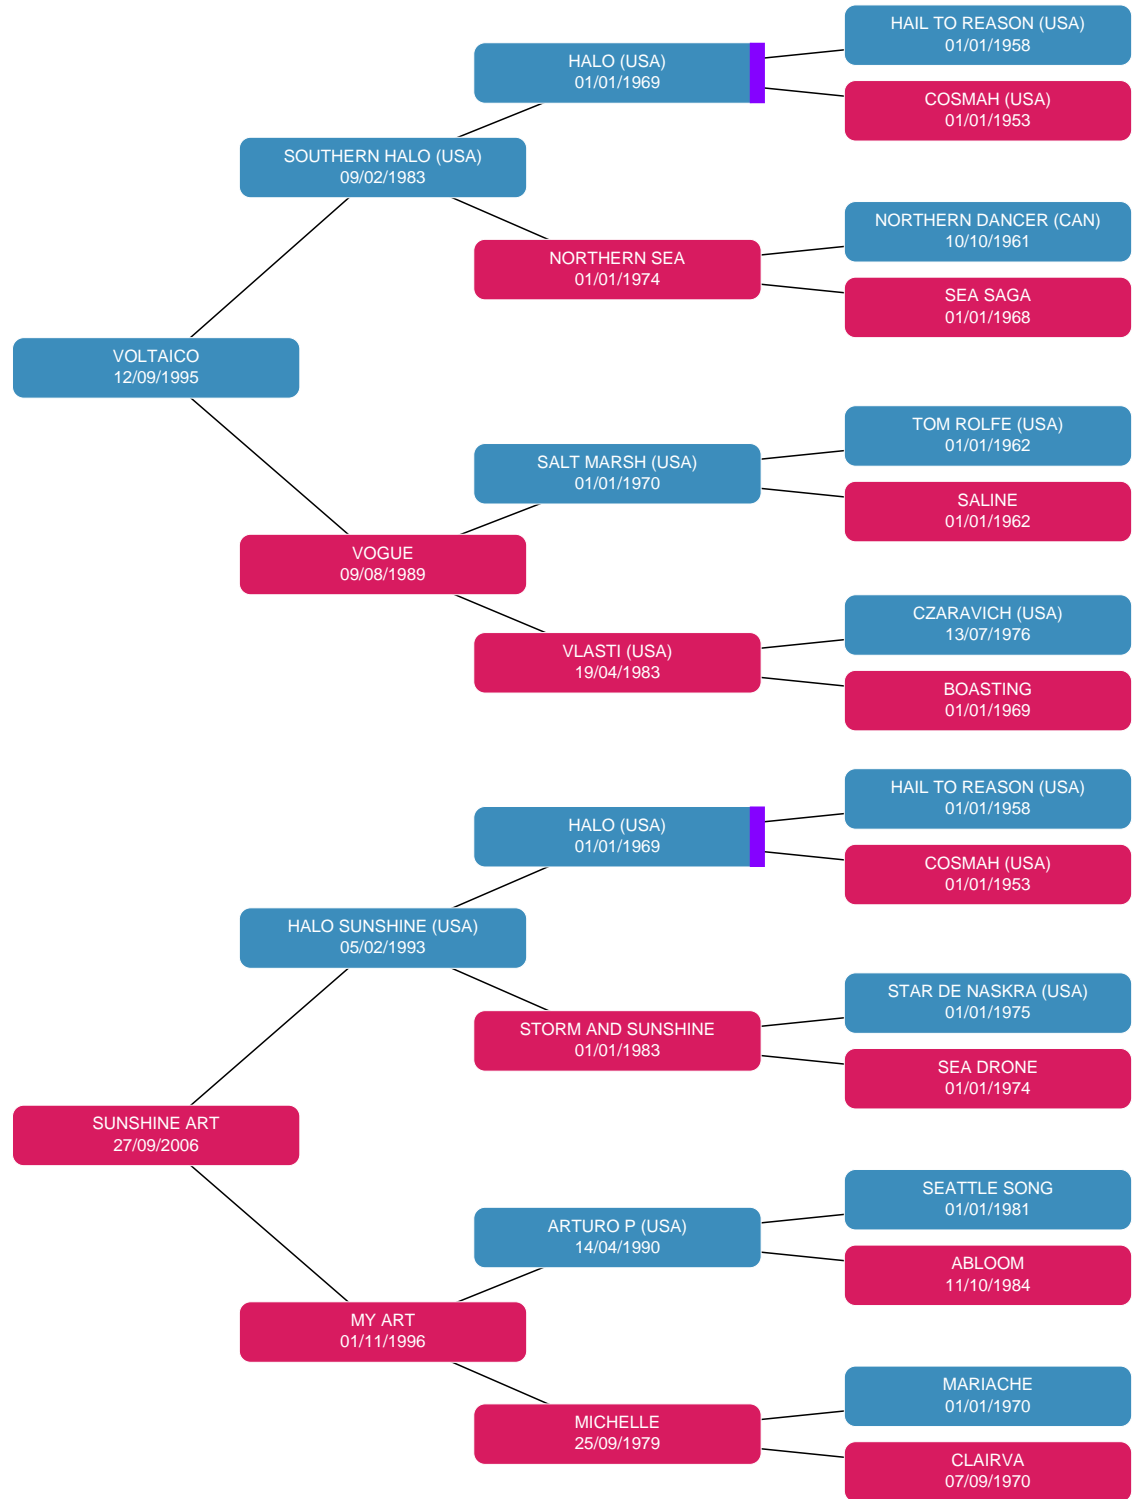 HAIL TO REASON (USA)
01/01/1958
HALO (USA)
01/01/1969
COSMAH (USA)
01/01/1953
SOUTHERN HALO (USA)
09/02/1983
NORTHERN DANCER (CAN)
10/10/1961
NORTHERN SEA
01/01/1974
SEA SAGA
01/01/1968
VOLTAICO
12/09/1995
TOM ROLFE (USA)
01/01/1962
SALT MARSH (USA)
01/01/1970
SALINE
01/01/1962
VOGUE
09/08/1989
CZARAVICH (USA)
13/07/1976
VLASTI (USA)
19/04/1983
BOASTING
01/01/1969
HAIL TO REASON (USA)
01/01/1958
HALO (USA)
01/01/1969
COSMAH (USA)
01/01/1953
HALO SUNSHINE (USA)
05/02/1993
STAR DE NASKRA (USA)
01/01/1975
STORM AND SUNSHINE
01/01/1983
SEA DRONE
01/01/1974
SUNSHINE ART
27/09/2006
SEATTLE SONG
01/01/1981
ARTURO P (USA)
14/04/1990
ABLOOM
11/10/1984
MY ART
01/11/1996
MARIACHE
01/01/1970
MICHELLE
25/09/1979
CLAIRVA
07/09/1970